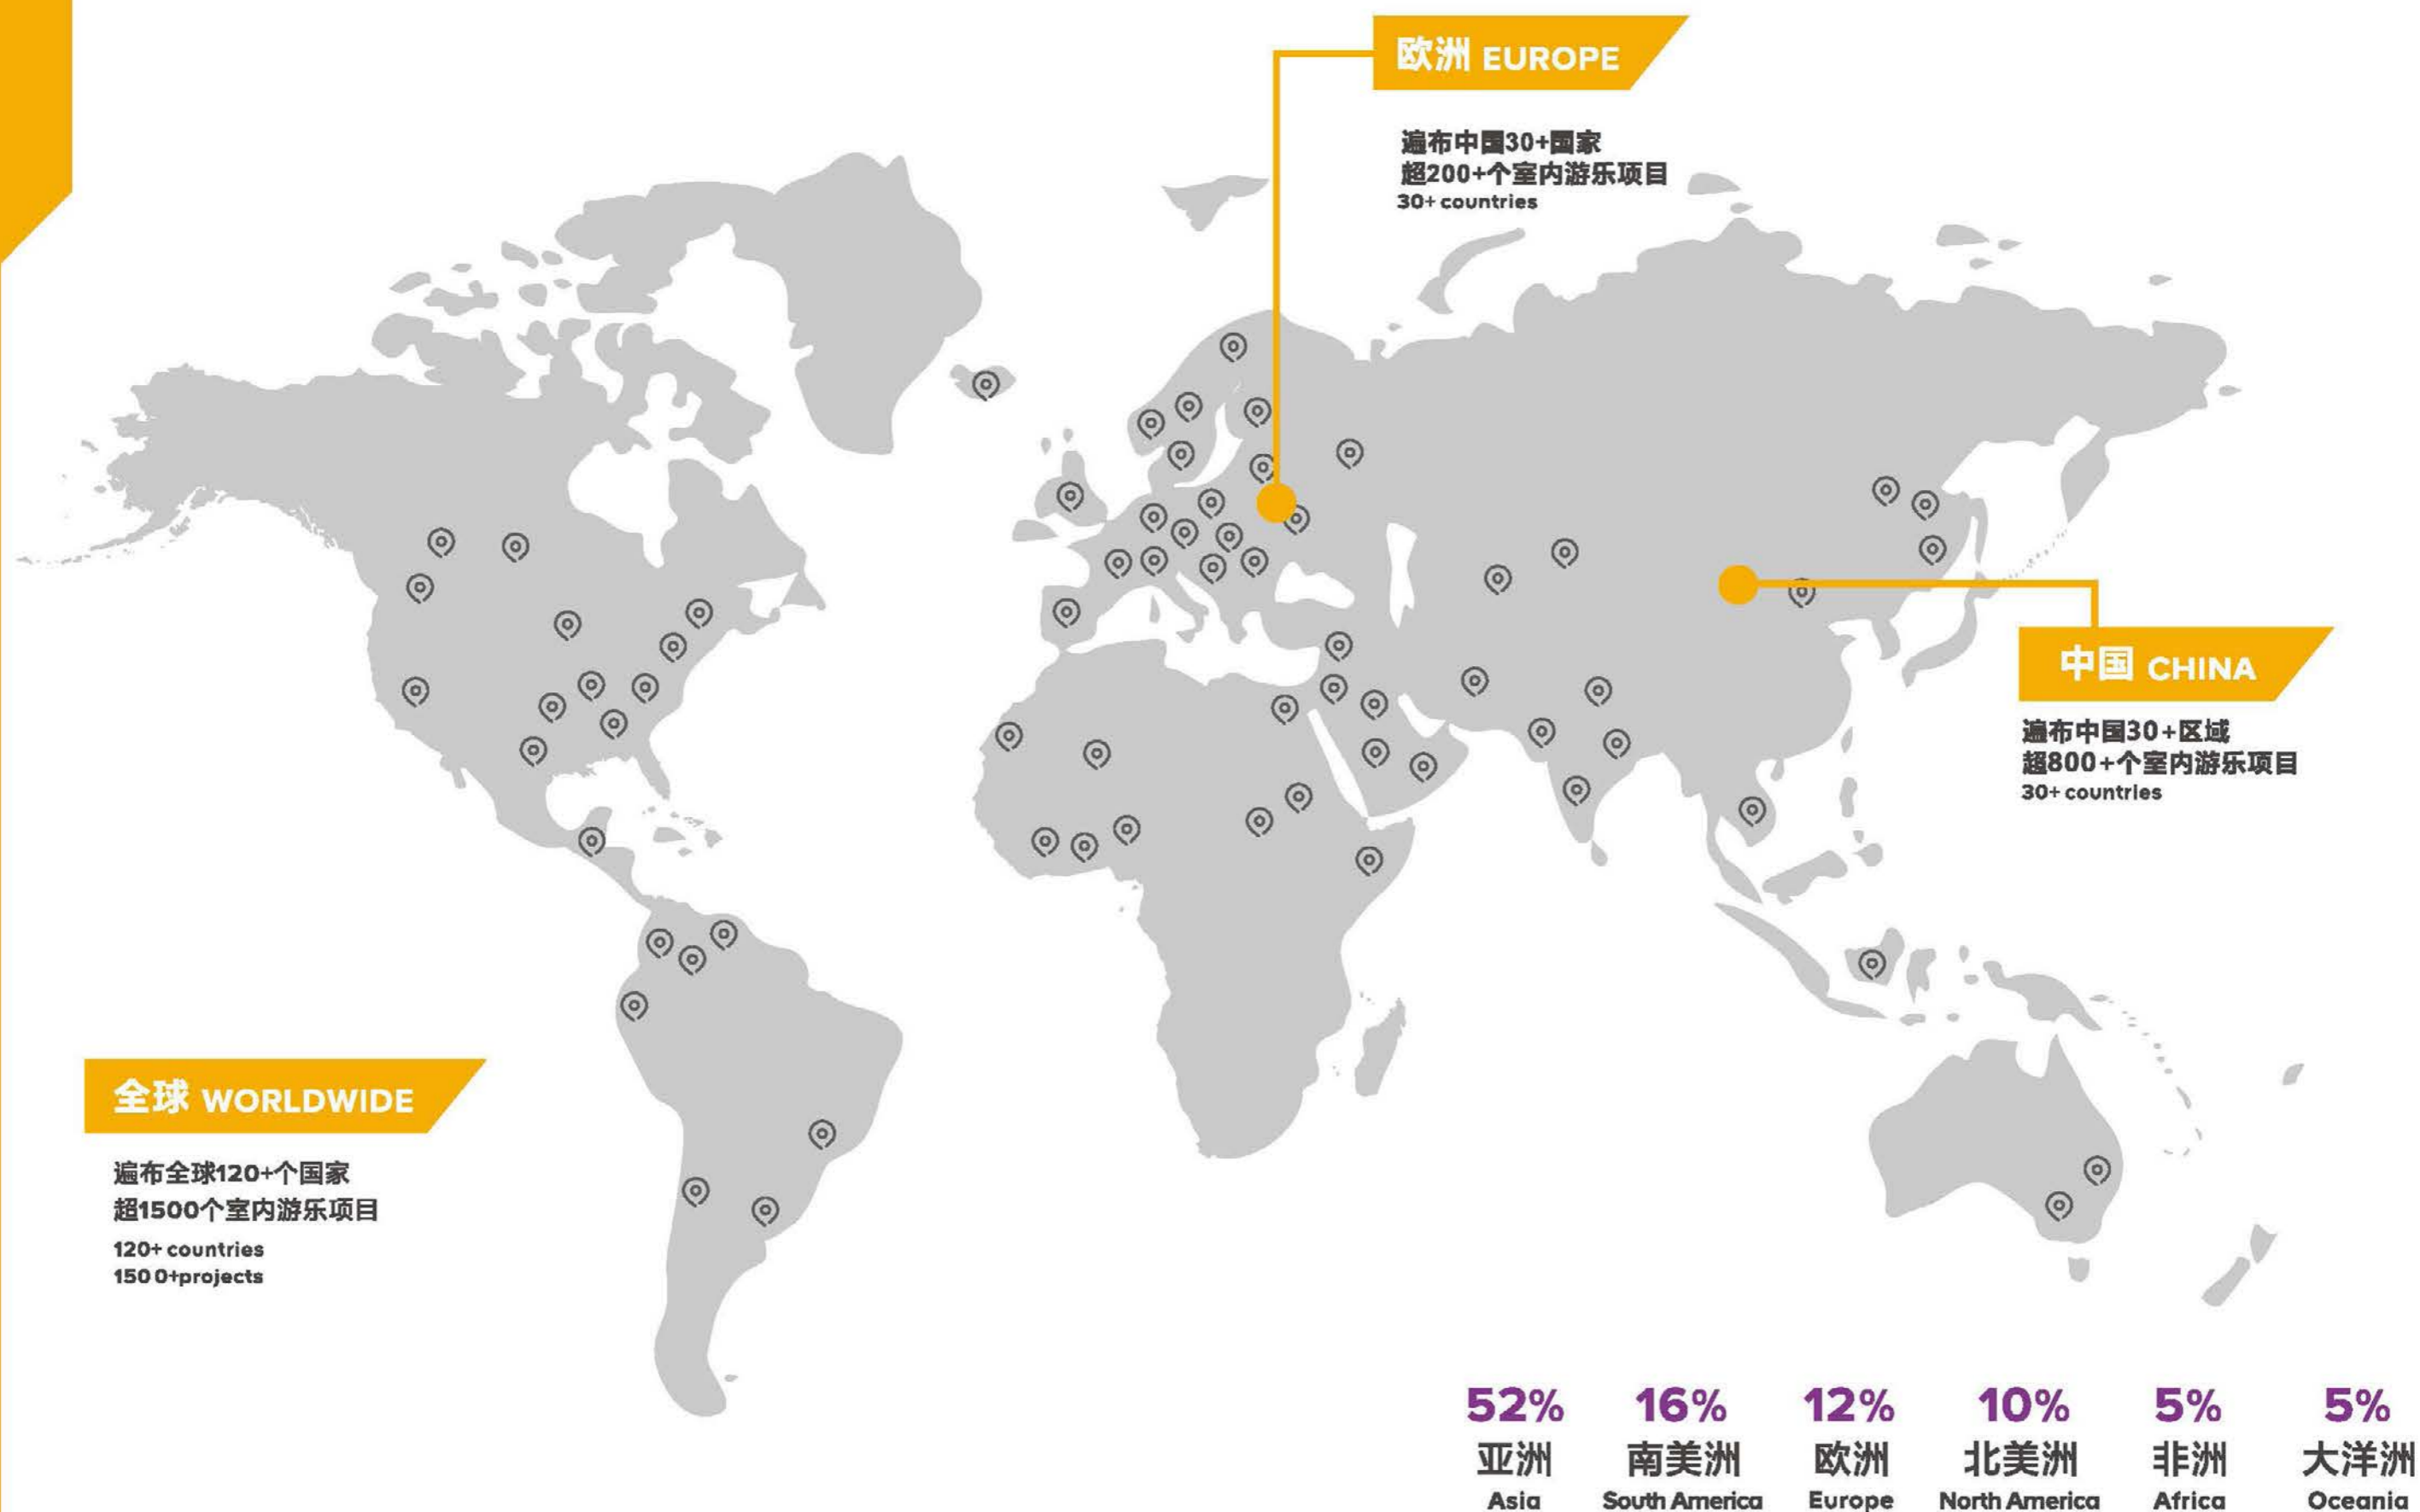 欧洲 EUROPE
遍布中国30+国家
超200+个室内游乐项目
30+ countries
中国 CHINA
遍布中国30+区域
超800+个室内游乐项目
30+ countries
全球 WORLDWIDE
遍布全球120+个国家
超1500个室内游乐项目
120+ countries
150 0+projects
52% 16% 12% 10% 5% 5%
亚洲 南美洲 欧洲 北美洲 非洲 大洋洲
Asia South America Europe North America Africa Oceania